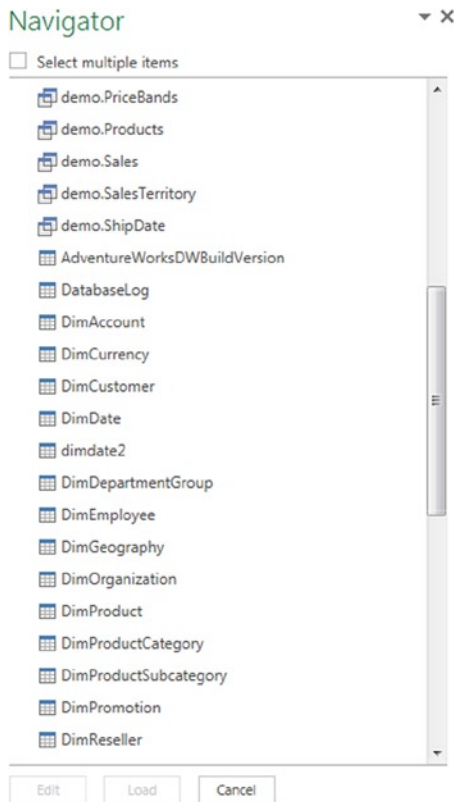 Navigator
Select multiple items
demo.PriceBands
demo.Products
demo.Sales
demo.SalesTerritory
demo.ShipDate
AdventureWorksDWBuildVersion
DatabaseLog
DimAccount
DimCurrency
DimCustomer
DimDate
dimdate2
DimDepartmentGroup
DimEmployee
DimGeography
DimOrganization
DimProduct
DimProductCategory
DimProductSubcategory
DimPromotion
DimReseller
Edit Load Cancel